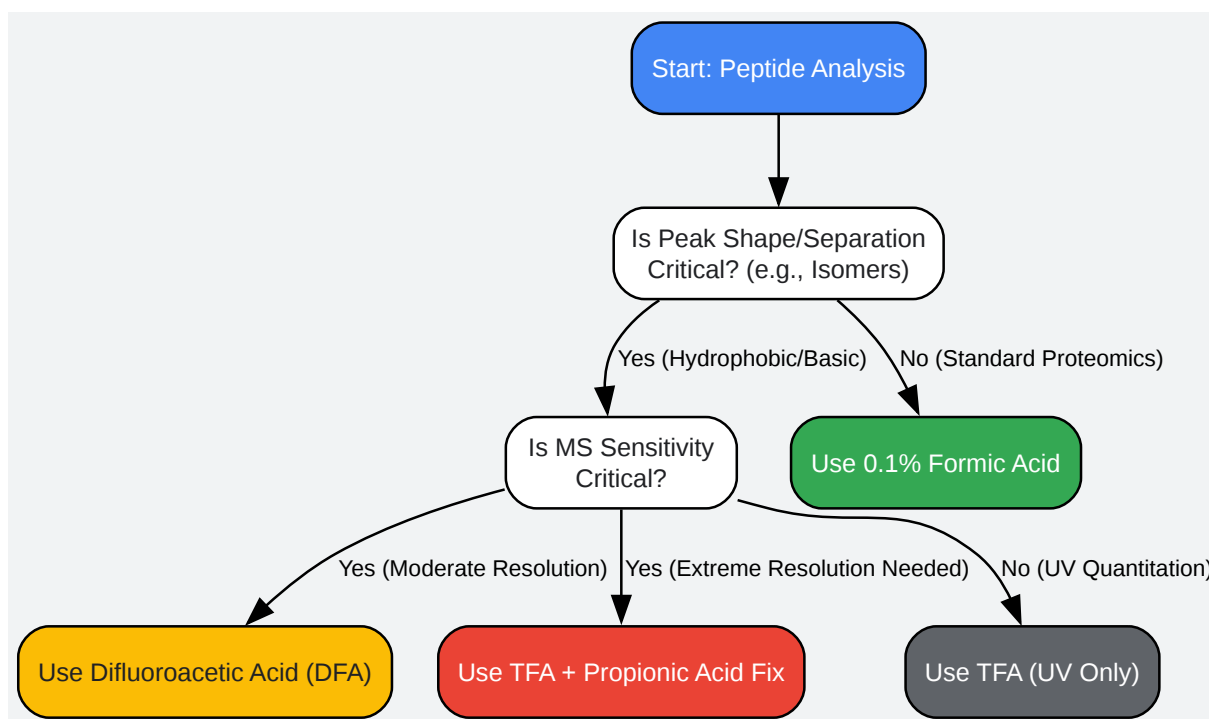 Start: Peptide Analysis
Is Peak Shape/Separation
Critical? (e.g., Isomers)
Yes (Hydrophobic/Basic)
No (Standard Proteomics)
Is MS Sensitivity
Critical?
Use 0.1% Formic Acid
Yes (Moderate Resolution)
Yes (Extreme Resolution Needed)
No (UV Quantitation)
Use Difluoroacetic Acid (DFA)
Use TFA + Propionic Acid Fix
Use TFA (UV Only)